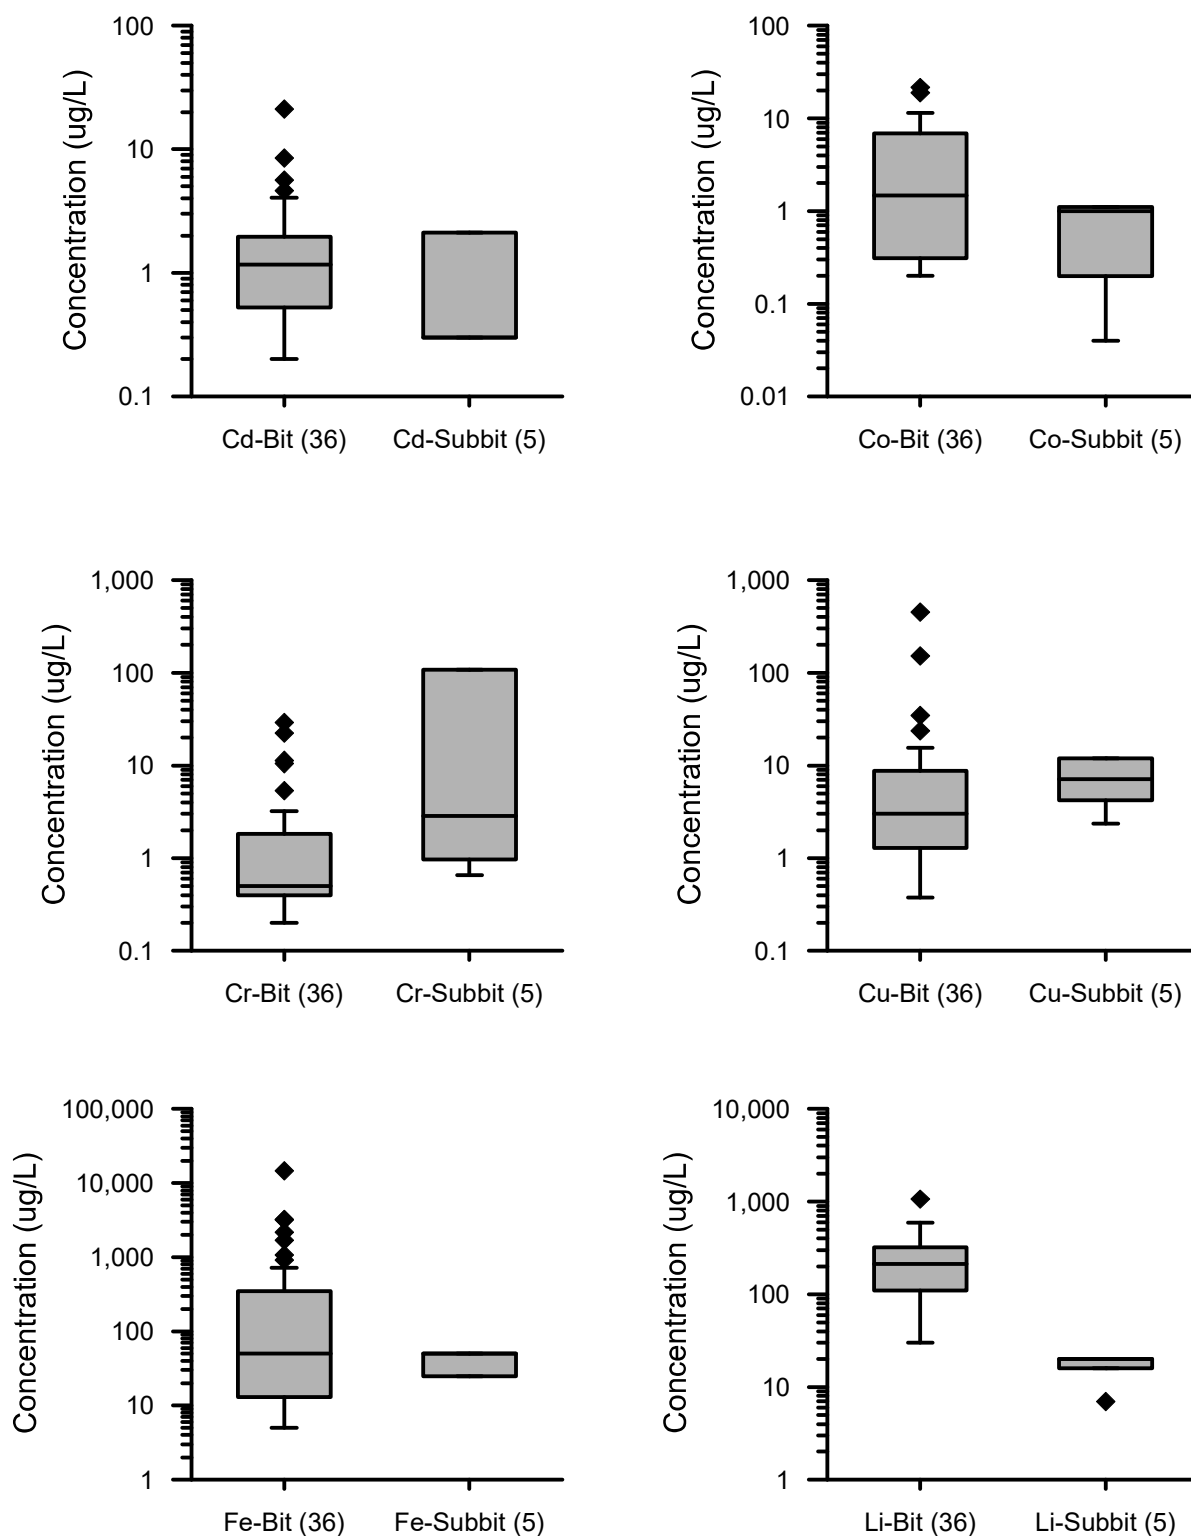 Concentration (ug/L)
100
10
1
0.1
Cd-Bit (36)
Cd-Subbit (5)
Concentration (ug/L)
100
10
1
0.1
0.01
Co-Bit (36)
Co-Subbit (5)
Concentration (ug/L)
1,000
100
10
1
0.1
Cr-Bit (36)
Cr-Subbit (5)
Concentration (ug/L)
1,000
100
10
1
0.1
Cu-Bit (36)
Cu-Subbit (5)
Concentration (ug/L)
100,000
10,000
1,000
100
10
1
Fe-Bit (36)
Fe-Subbit (5)
Concentration (ug/L)
10,000
1,000
100
10
1
Li-Bit (36)
Li-Subbit (5)